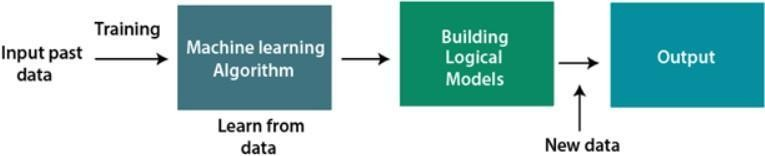 Training
Input past
data
Machine learning
Algorithm
Learn from
data
Building
Logical
Models
New data
Output